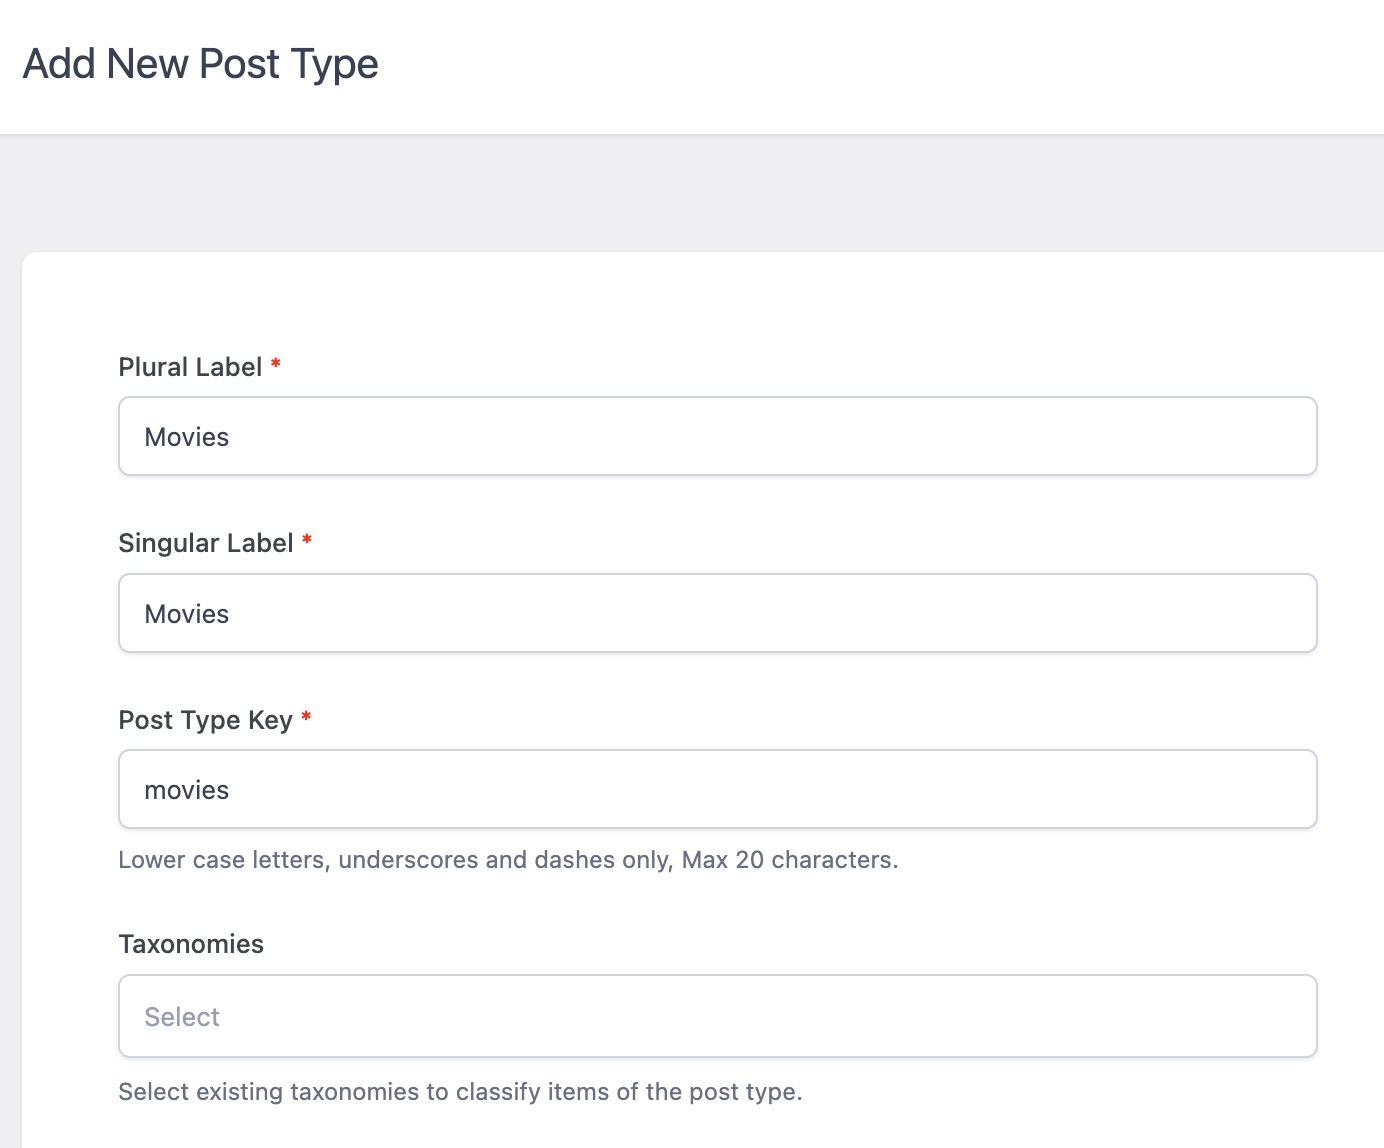 Add New Post Type
Plural Label *
Movies
Singular Label *
Movies
Post Type Key *
movies
Lower case letters, underscores and dashes only, Max 20 characters.
Taxonomies
Select
Select existing taxonomies to classify items of the post type.